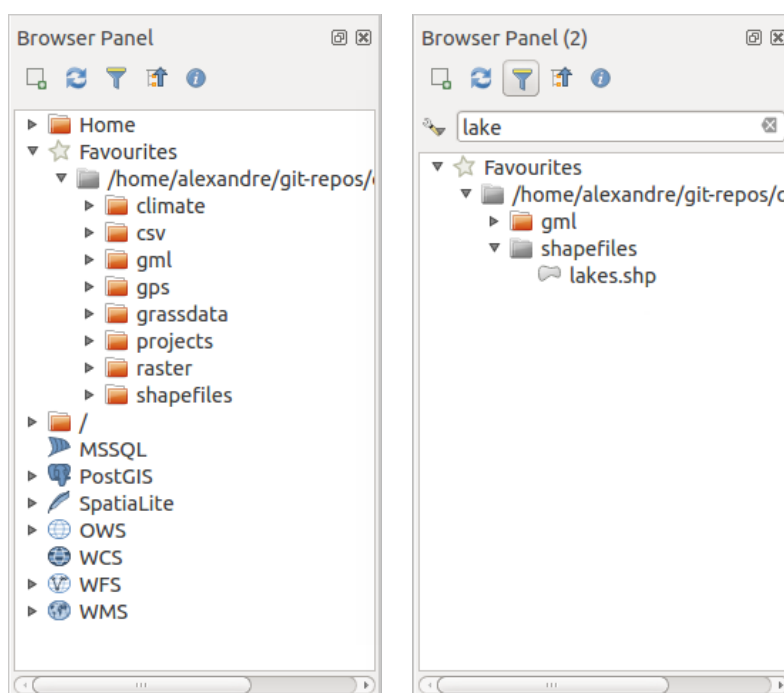 Browser Panel
Home
Favourites
/home/alexandre/git-repos/
climate
csv
gml
gps
grassdata
projects
raster
shapefiles
/
MSSQL
PostGIS
SpatiaLite
OWS
WCS
WFS
WMS
Browser Panel (2)
lake
Favourites
/home/alexandre/git-repos/
gml
shapefiles
lakes.shp